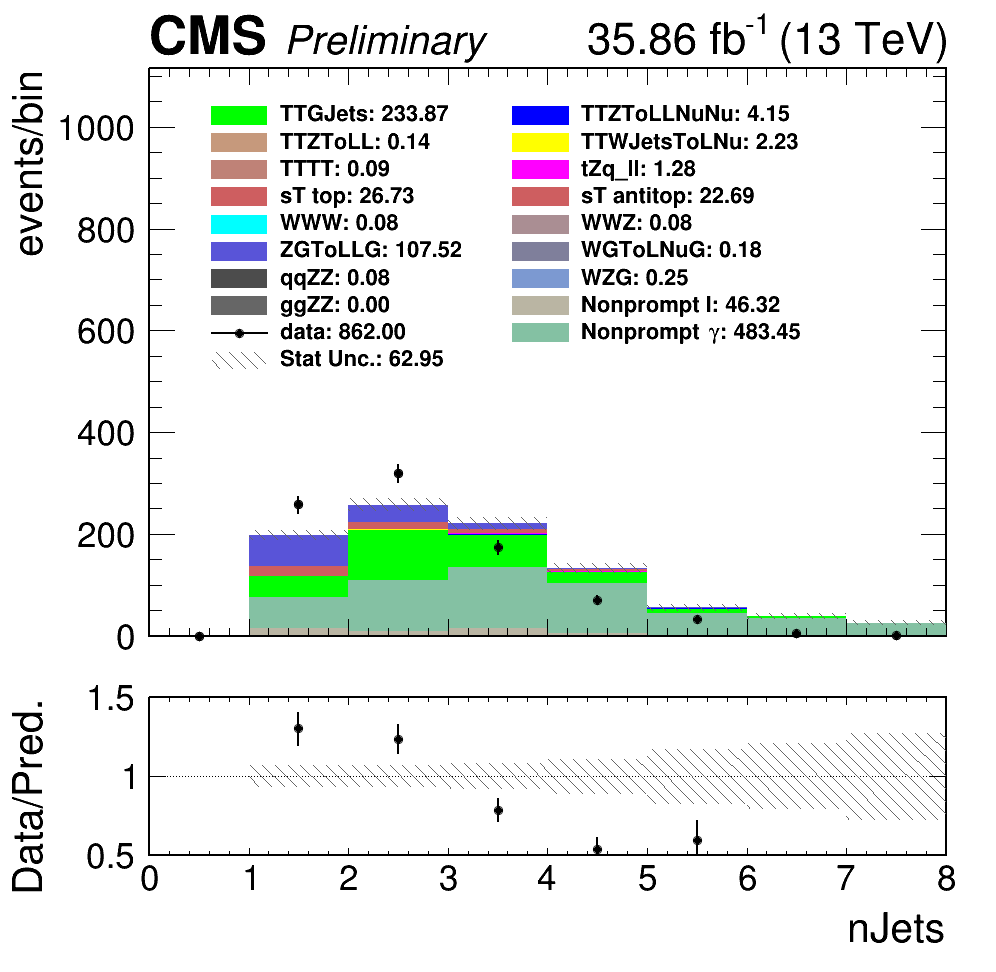 CMS Preliminary 35.86 fb-1 (13 TeV)
events/bin
1000
800
600
400
200
0
TTGJets: 233.87
TTZToLLNuNu: 4.15
TTZToLL: 0.14
TTWJetsToLNu: 2.23
TTTT: 0.09
tZq_ll: 1.28
sT top: 26.73
sT antitop: 22.69
WWW: 0.08
WWZ: 0.08
ZGToLLG: 107.52
WGToLNuG: 0.18
qqZZ: 0.08
WZG: 0.25
ggZZ: 0.00
Nonprompt l: 46.32
data: 862.00
Nonprompt γ: 483.45
Stat Unc.: 62.95
Data/Pred.
1.5
1
0.5
0 1 2 3 4 5 6 7 8
nJets